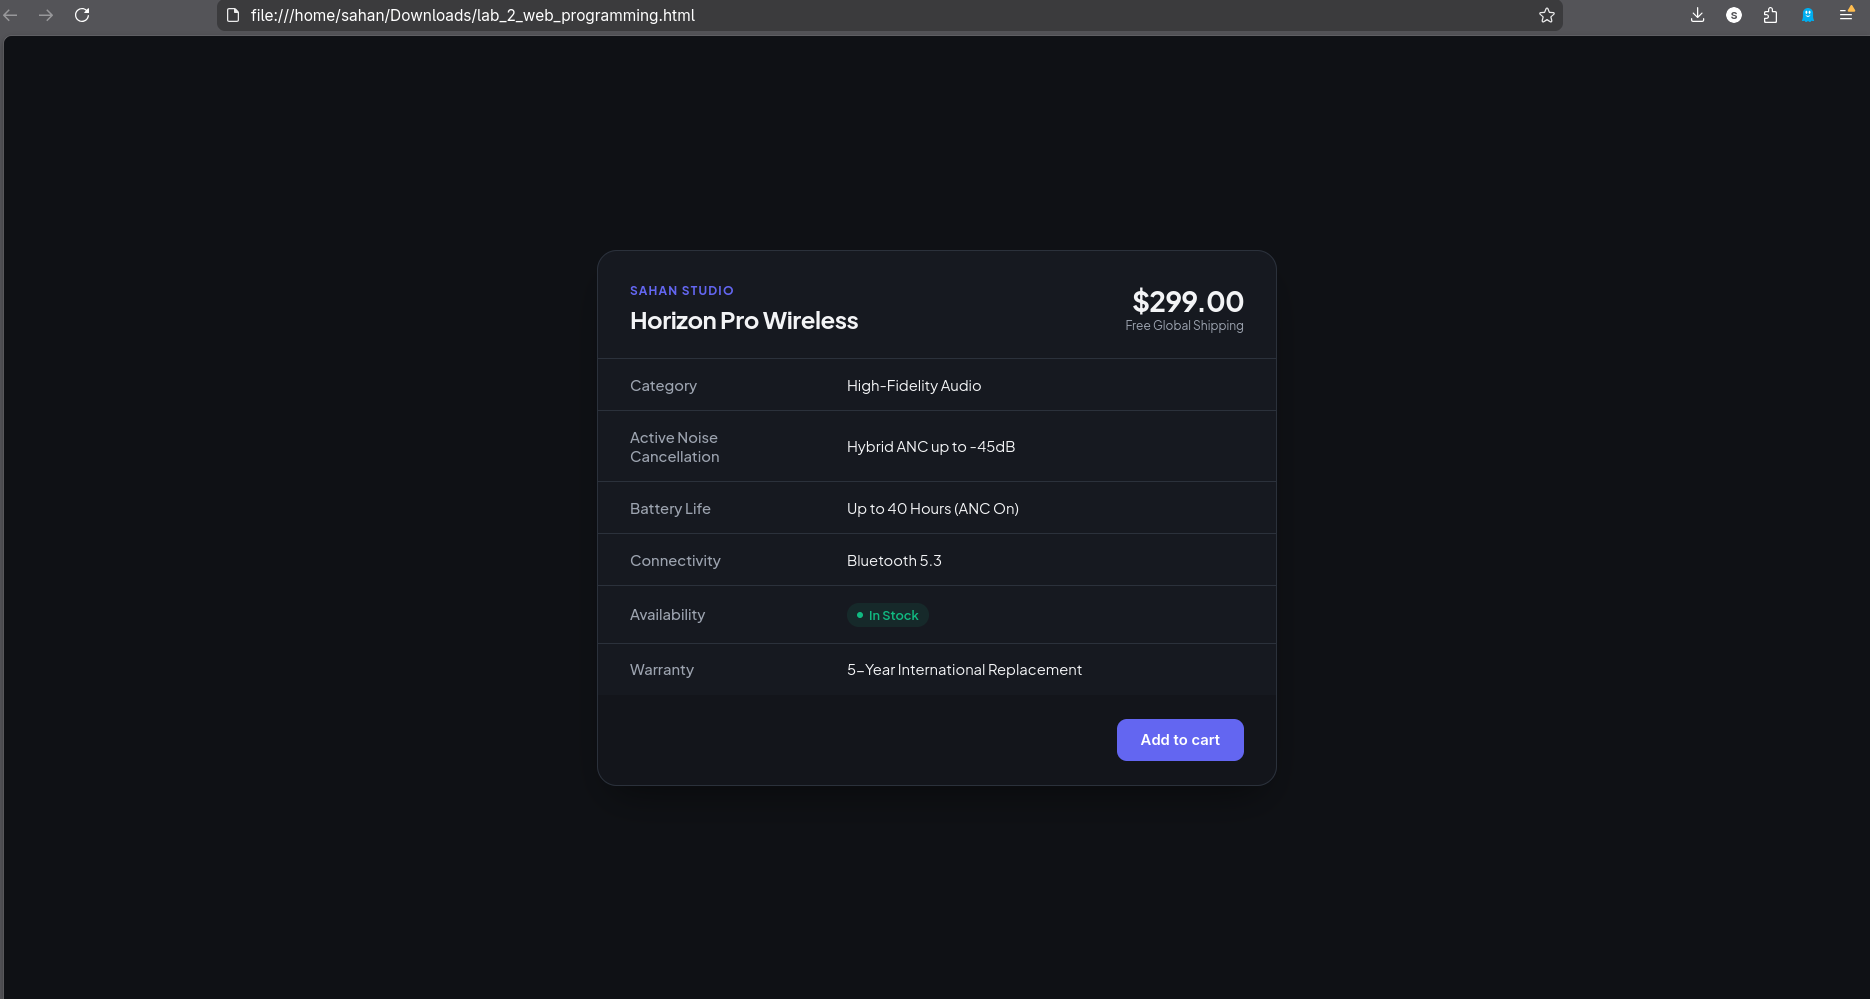 file:///home/sahan/Downloads/lab_2_web_programming.html
S
SAHAN STUDIO
Horizon Pro Wireless
$299.00
Free Global Shipping
Category
High-Fidelity Audio
Active Noise
Cancellation
Hybrid ANC up to -45dB
Battery Life
Up to 40 Hours (ANC On)
Connectivity
Bluetooth 5.3
Availability
In Stock
Warranty
5–Year International Replacement
Add to cart